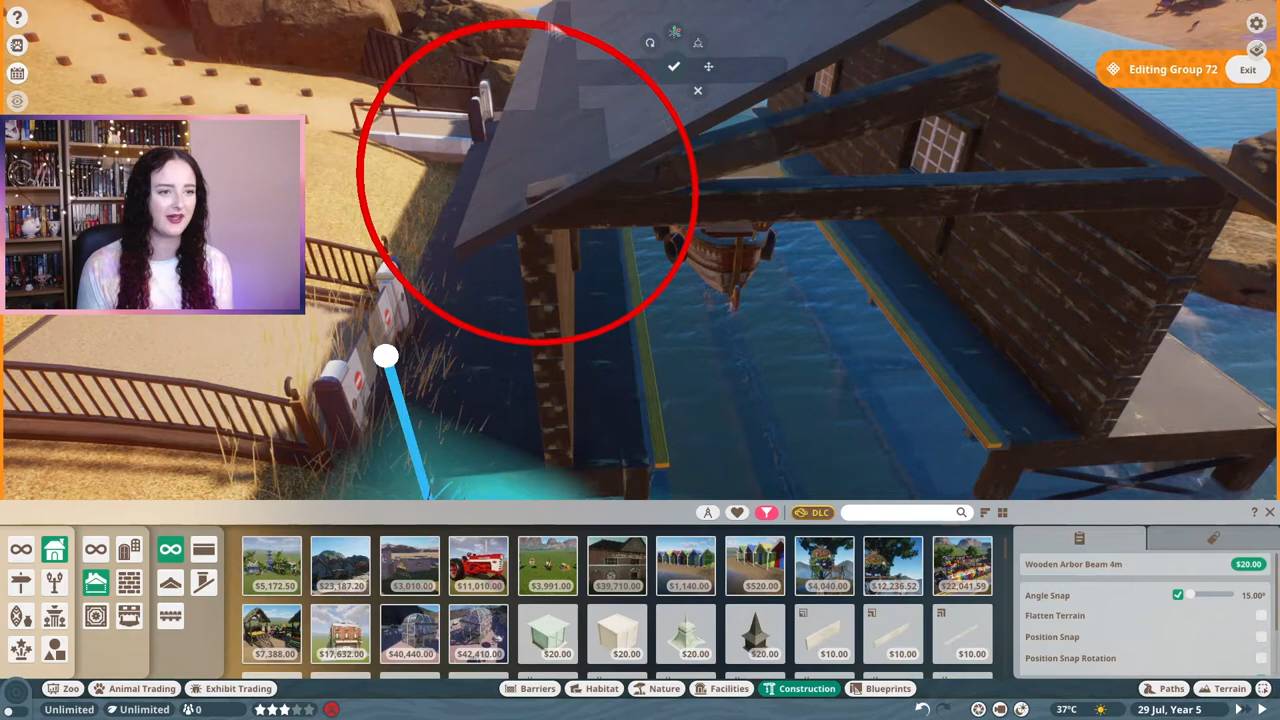 ?
Editing Group 72
Exit
DLC
?
$5,172.50
$23,187.20
$3,010.00
$11,010.00
$3,991.00
$39,710.00
$1,140.00
$520.00
$4,040.00
$12,236.52
$22,041.59
Wooden Arbor Beam 4m
$20.00
Angle Snap
15.00°
Flatten Terrain
Position Snap
Position Snap Rotation
$7,388.00
$17,632.00
$40,440.00
$42,410.00
$20.00
$20.00
$20.00
$20.00
$10.00
$10.00
$10.00
Zoo
Animal Trading
Exhibit Trading
Barriers
Habitat
Nature
Facilities
Construction
Blueprints
Paths
Terrain
Unlimited
Unlimited
0
37°C
29 Jul, Year 5